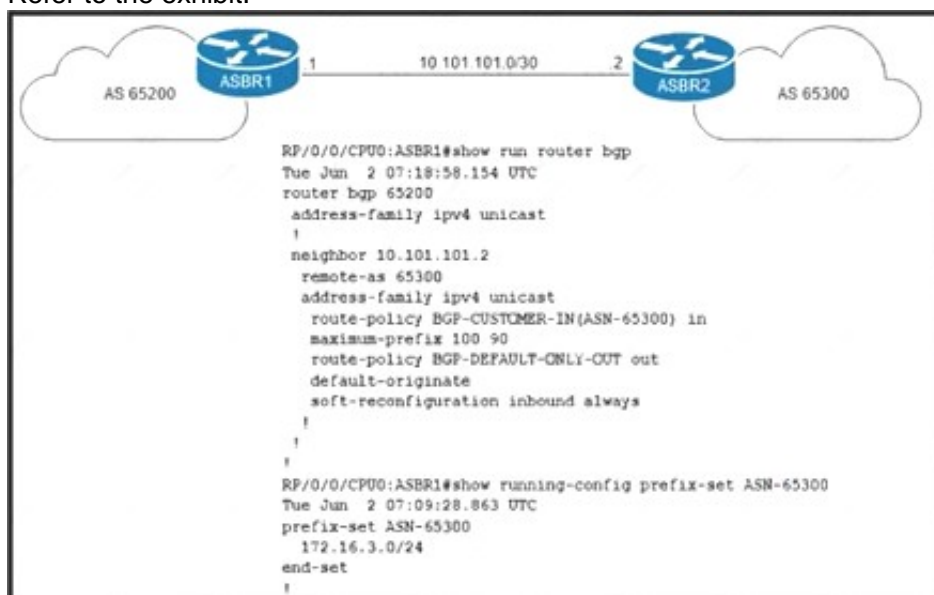 Refer to the exhibit.
AS 65200
ASBR1
.1
10.101.101.0/30
.2
ASBR2
AS 65300
RP/0/0/CPU0:ASBR1#show run router bgp
Tue Jun 2 07:18:58.154 UTC
router bgp 65200
address-family ipv4 unicast
!
neighbor 10.101.101.2
remote-as 65300
address-family ipv4 unicast
route-policy BGP-CUSTOMER-IN(ASN-65300) in
maximum-prefix 100 90
route-policy BGP-DEFAULT-ONLY-OUT out
default-originate
soft-reconfiguration inbound always
!
!
!
RP/0/0/CPU0:ASBR1#show running-config prefix-set ASN-65300
Tue Jun 2 07:09:28.863 UTC
prefix-set ASN-65300
172.16.3.0/24
end-set
!